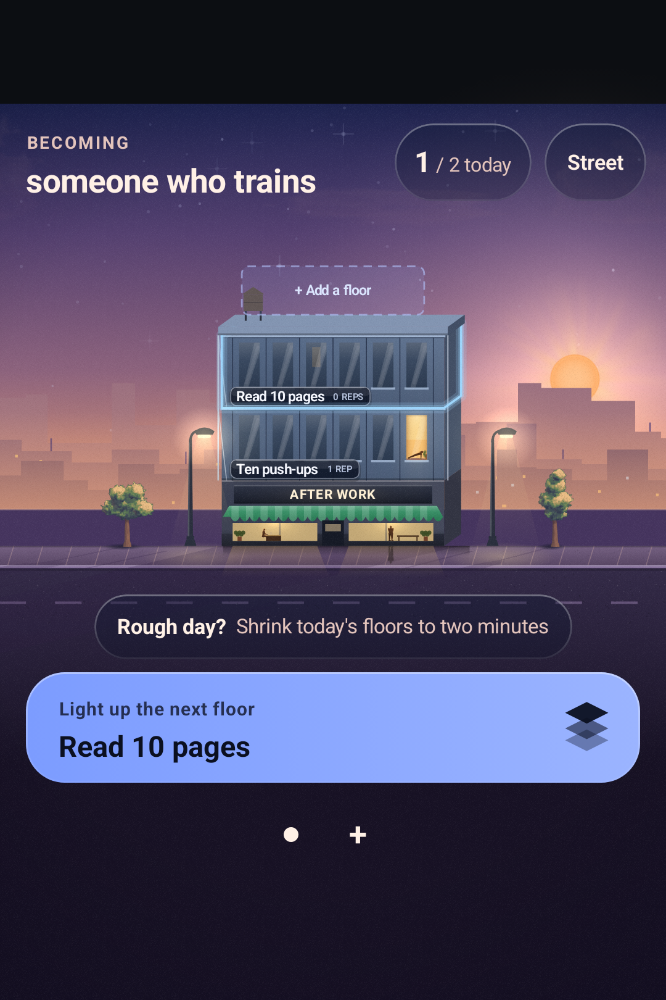 BECOMING
someone who trains
1 / 2 today
Street
+ Add a floor
Read 10 pages 0 REPS
Ten push-ups 1 REP
AFTER WORK
Rough day? Shrink today's floors to two minutes
Light up the next floor
Read 10 pages
+